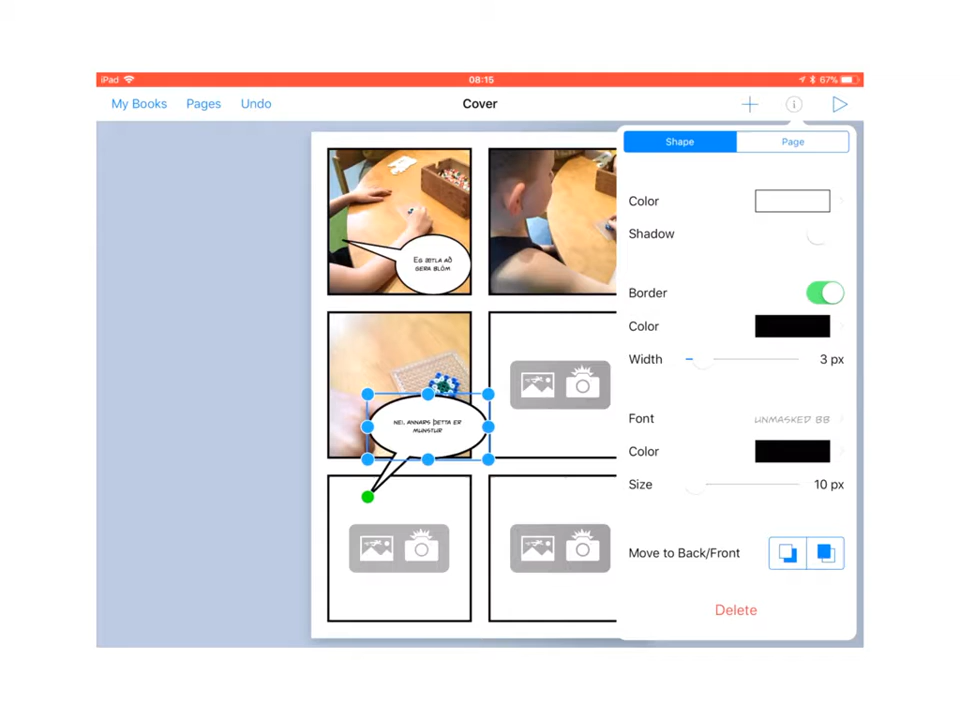 iPad
08:15
67%
My Books
Pages
Undo
Cover
Shape
Page
Color
Shadow
Border
Color
Width
3 px
Font
UNMASKED BB
Color
Size
10 px
Move to Back/Front
Delete
ÉG ÆTLA AÐ
GERA BLÓM
NEI, ANNARS ÞETTA ER
MUNSTUR